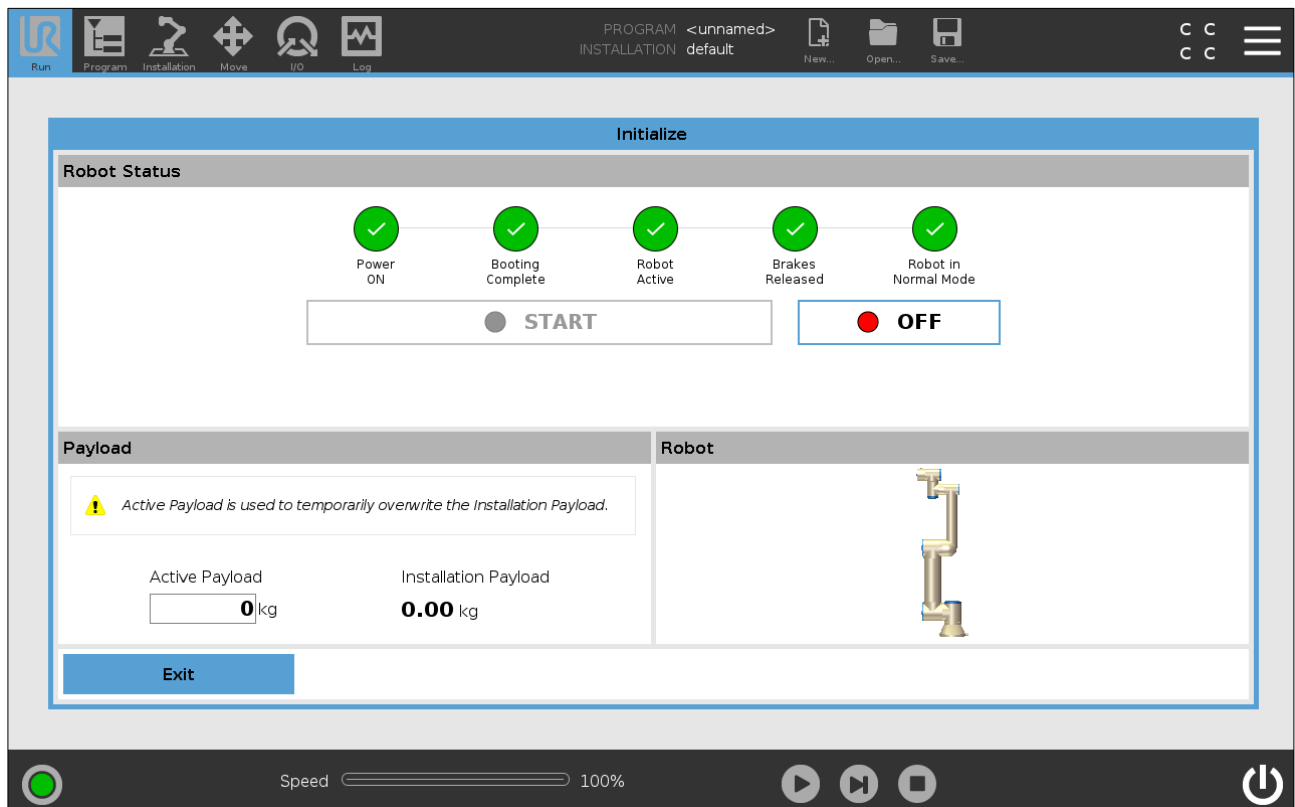 UR
PROGRAM <unnamed>
INSTALLATION default
C C
C C
Run Program Installation Move I/O Log New... Open... Save...
Initialize
Robot Status
Power
ON
Booting
Complete
Robot
Active
Brakes
Released
Robot in
Normal Mode
START OFF
Payload
Robot
Active Payload is used to temporarily overwrite the Installation Payload.
Active Payload Installation Payload
0 kg 0.00 kg
Exit
Speed 100%